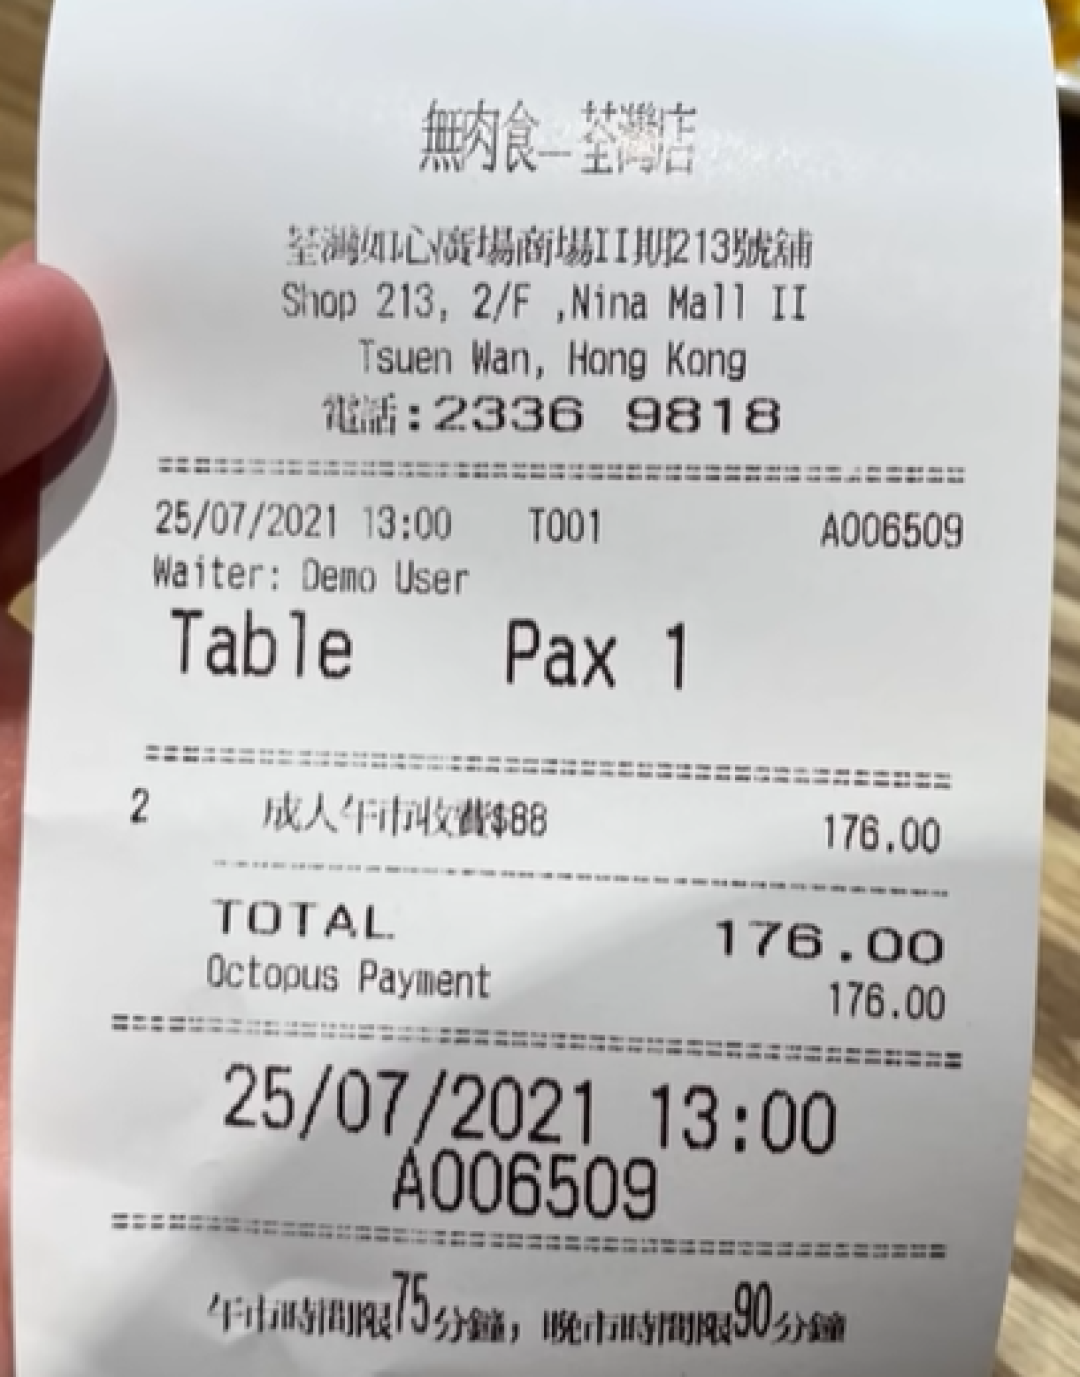 無肉食_荃灣店
荃灣如心廣場商場II期213號舖
Shop 213, 2/F ,Nina Mall II
Tsuen Wan, Hong Kong
電話:2336 9818
25/07/2021 13:00 T001 A006509
Waiter: Demo User
Table Pax 1
2 成人午市收費$88 176.00
TOTAL 176.00
Octopus Payment 176.00
25/07/2021 13:00
A006509
午市時間限75分鐘，晚市時間限90分鐘